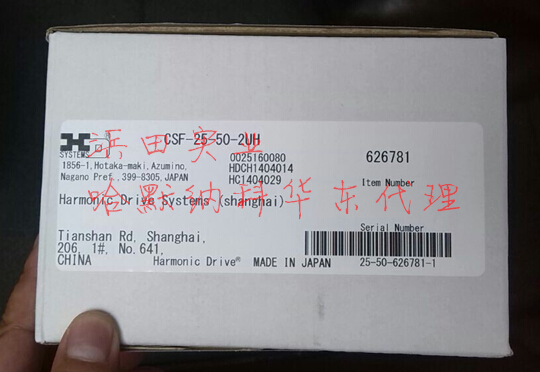 CSF-25-50-2UH
浜田实业
SYSTEMS
1856-1,Hotaka-maki, Azumino,
Nagano Pref.,399-8305,JAPAN
0025160080
HDCH1404014
HC1404029
626781
Item Number
哈默纳科华东代理
Harmonic Drive Systems (shanghai)
Tianshan Rd, Shanghai,
206, 1#, No.641,
CHINA
Harmonic Drive®
MADE IN JAPAN
Serial Number
25-50-626781-1